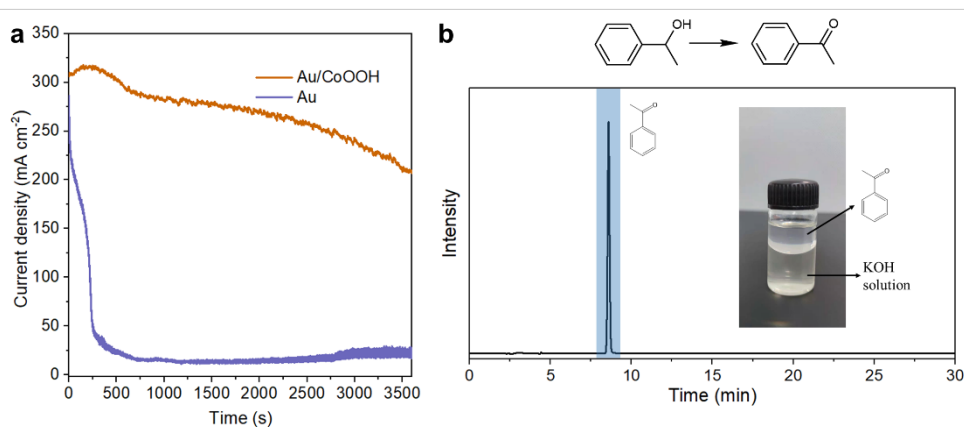 a
350
300
250
200
150
100
50
0
Current density (mA cm⁻²)
0 500 1000 1500 2000 2500 3000 3500
Time (s)
Au/CoOOH
Au
b
OH
O
Intensity
0 5 10 15 20 25 30
Time (min)
O
O
KOH
solution